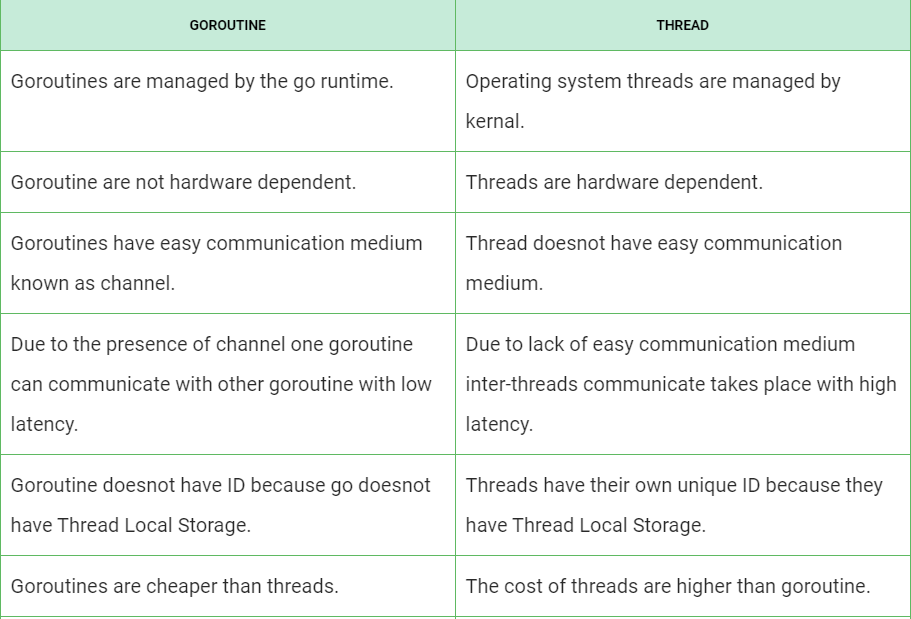 GOROUTINE
THREAD
Goroutines are managed by the go runtime.
Operating system threads are managed by
kernal.
Goroutine are not hardware dependent.
Threads are hardware dependent.
Goroutines have easy communication medium
known as channel.
Thread doesnot have easy communication
medium.
Due to the presence of channel one goroutine
can communicate with other goroutine with low
latency.
Due to lack of easy communication medium
inter-threads communicate takes place with high
latency.
Goroutine doesnot have ID because go doesnot
have Thread Local Storage.
Threads have their own unique ID because they
have Thread Local Storage.
Goroutines are cheaper than threads.
The cost of threads are higher than goroutine.